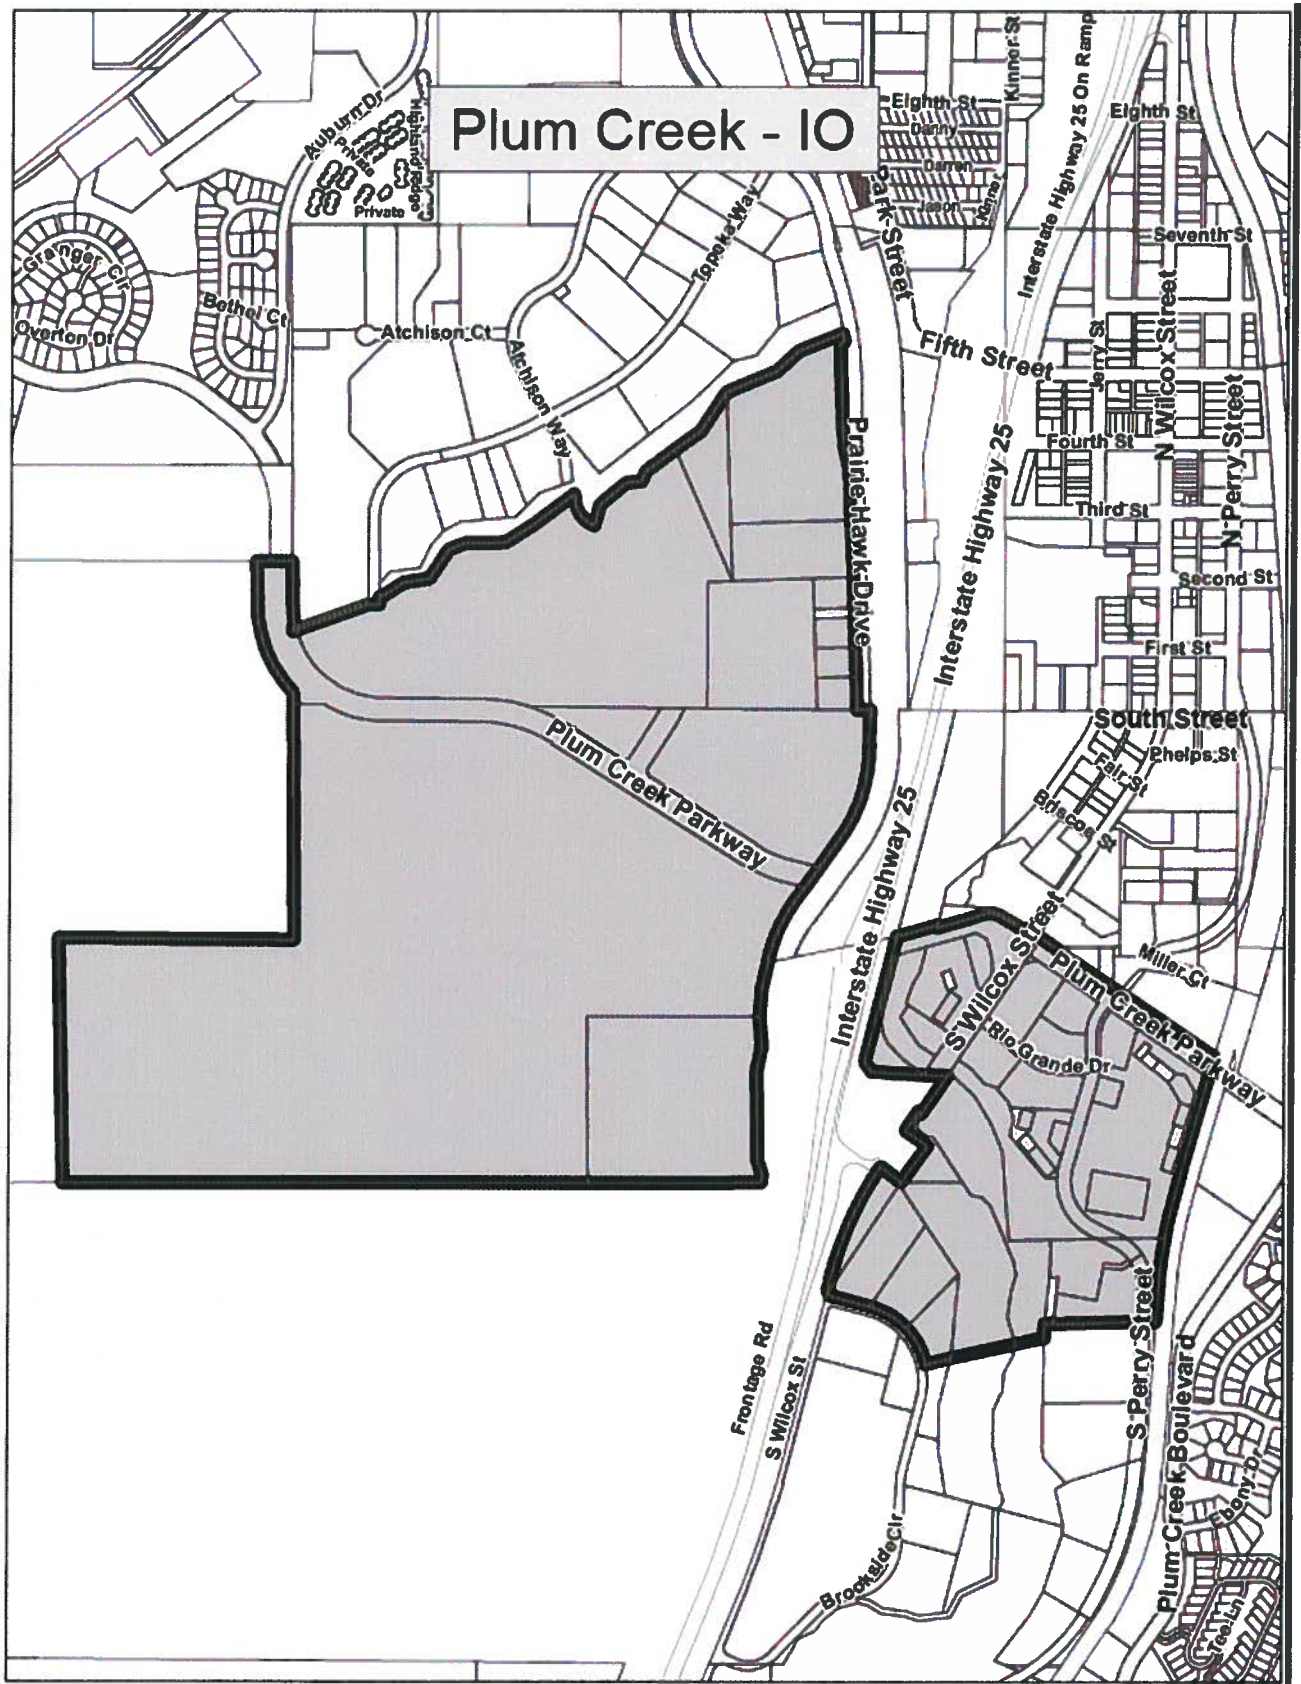 Plum Creek - IO
Kinner St
Interstate Highway 25 On Ramp
Auburn Dr
Highland Ridge
Private
Private
Eighth St
Danny
Darren
Jason
Kinner
Eighth St
Park Street
Topeka Way
Seventh St
Grainger Cir
Bethel Ct
Overton Dr
Atchison Ct
Atchison Way
Interstate Highway 25
Fifth Street
Jerry St
N Wilcox Street
N Perry Street
Fourth St
Third St
Prairie Hawk Drive
Interstate Highway 25
Second St
First St
South Street
Phelps St
Fair St
Briscoe St
Plum Creek Parkway
Interstate Highway 25
S Wilcox Street
Plum Creek Parkway
Miller Ct
Rio Grande Dr
S Perry Street
Plum Creek Boulevard
Frontage Rd
S Wilcox St
Ebony Dr
Brookside Cir
Tee Ln